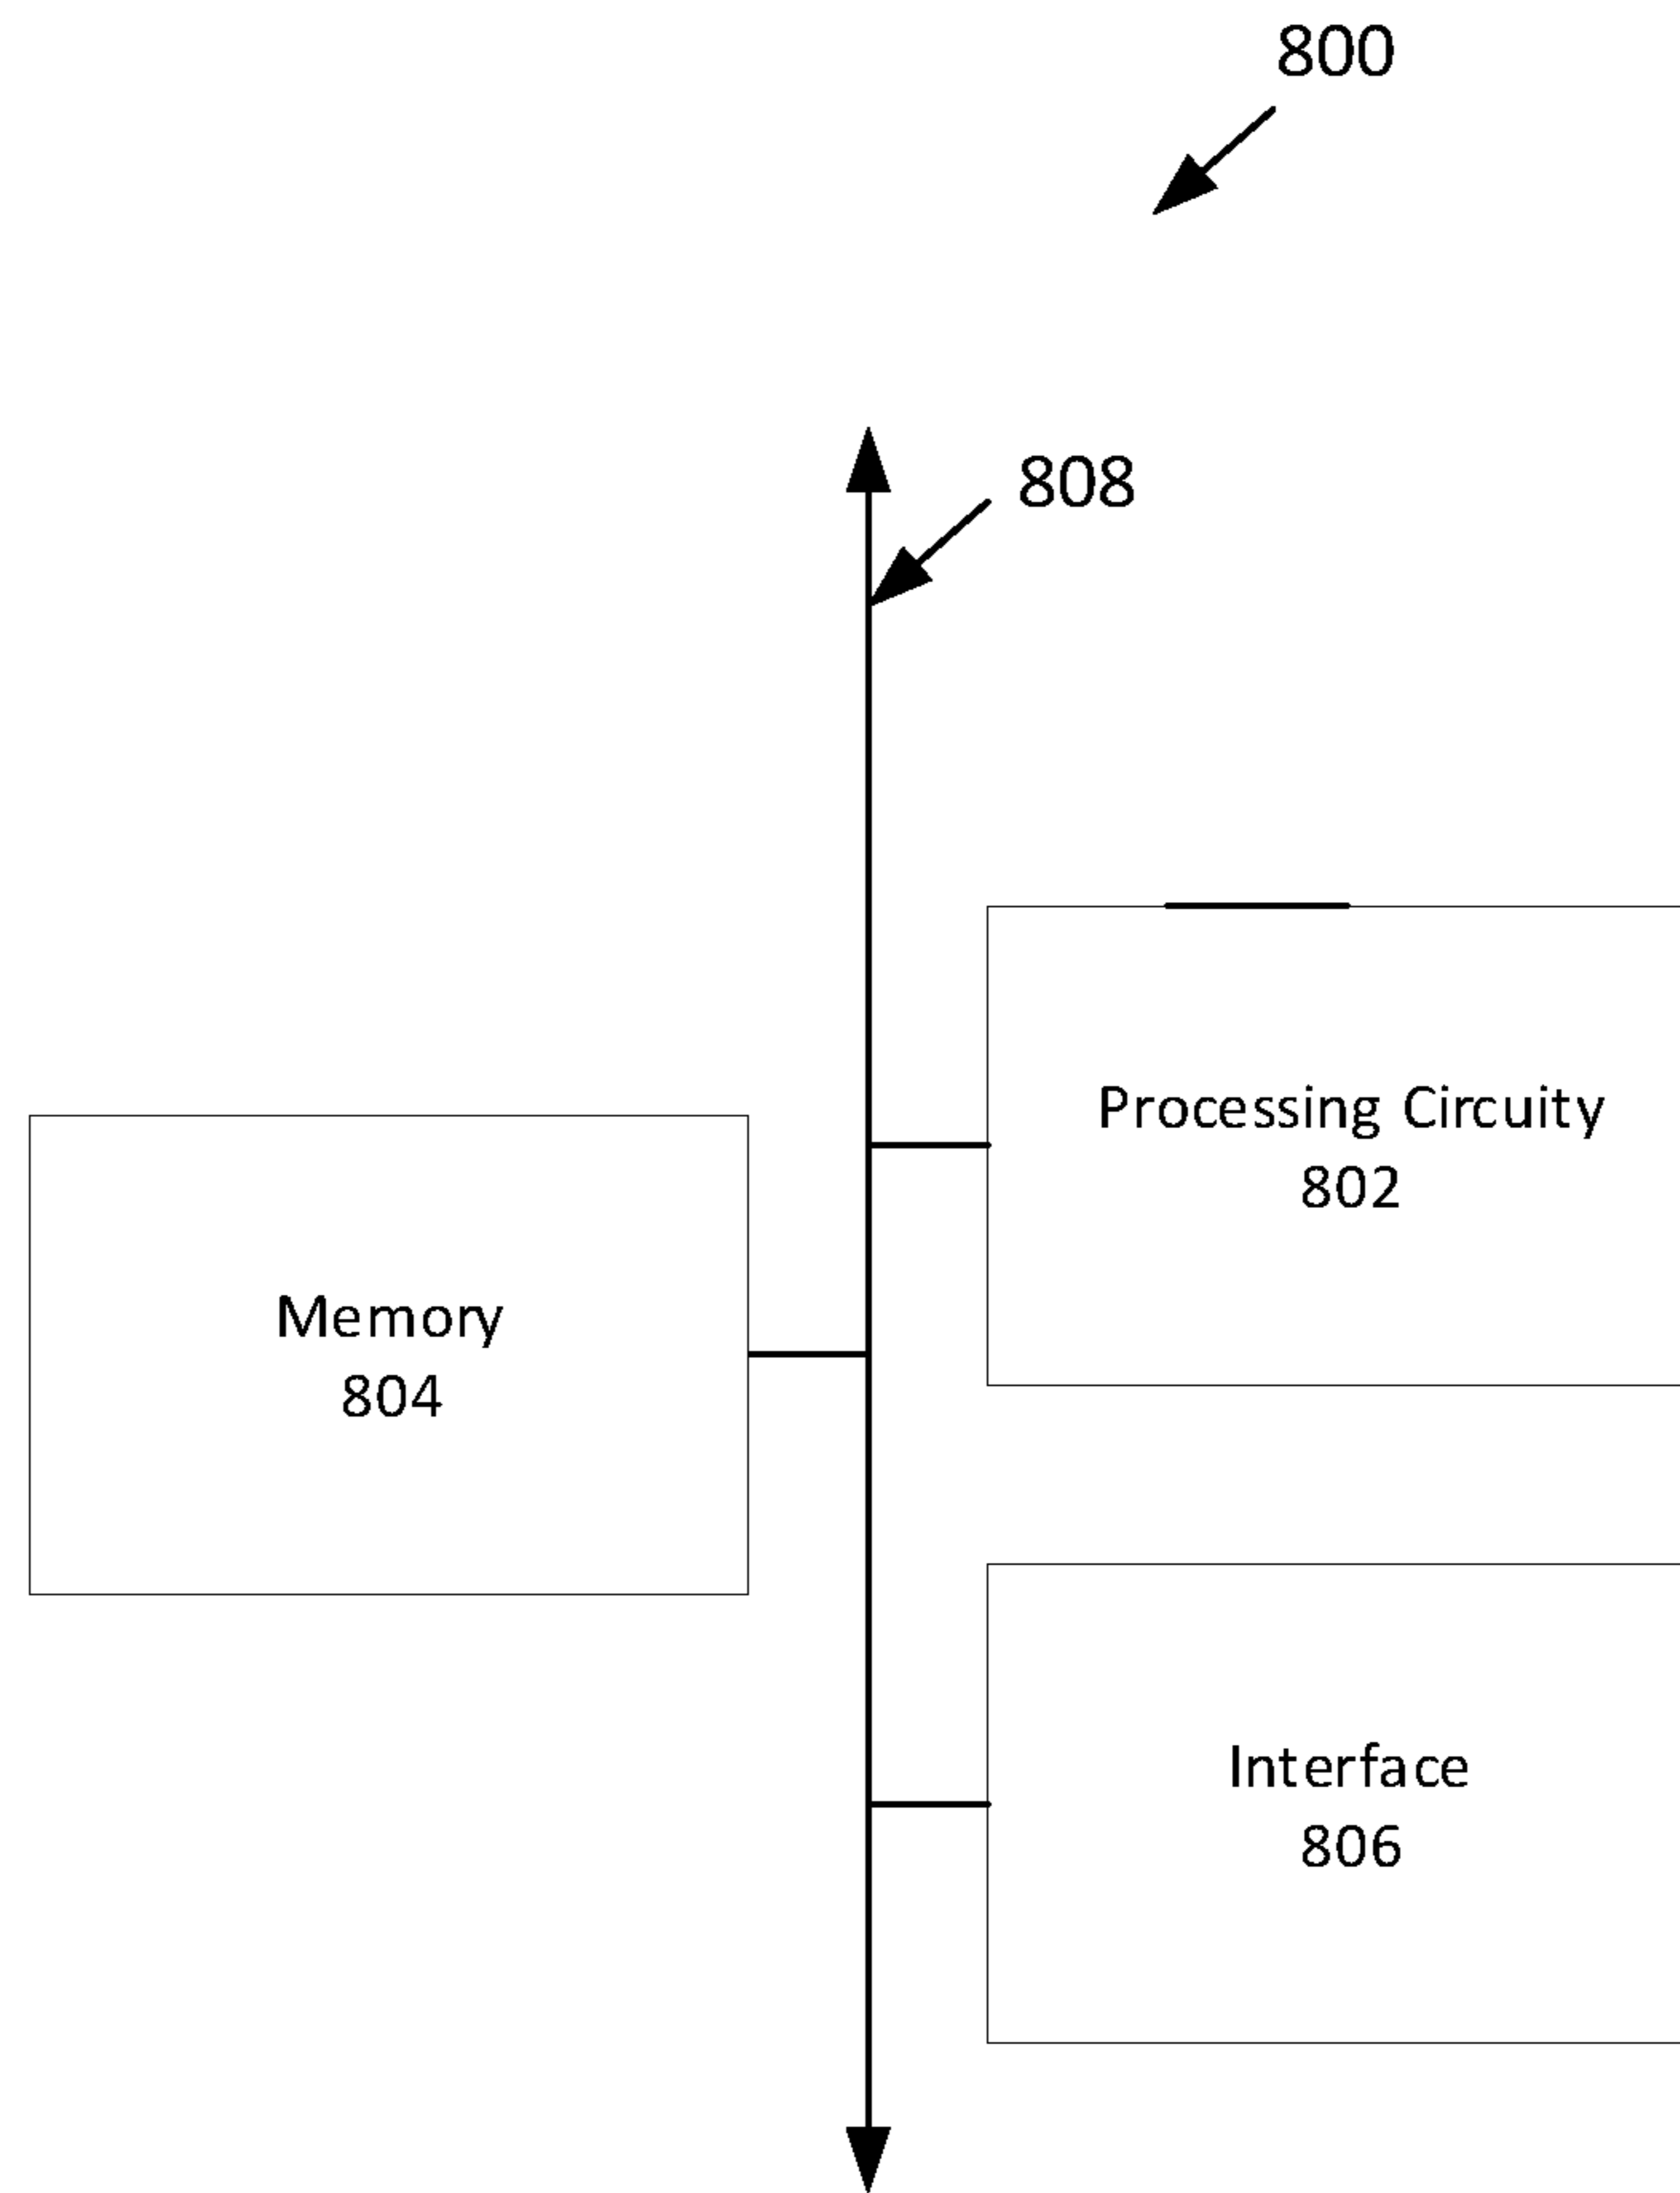 800
808
Processing Circuity
802
Memory
804
Interface
806